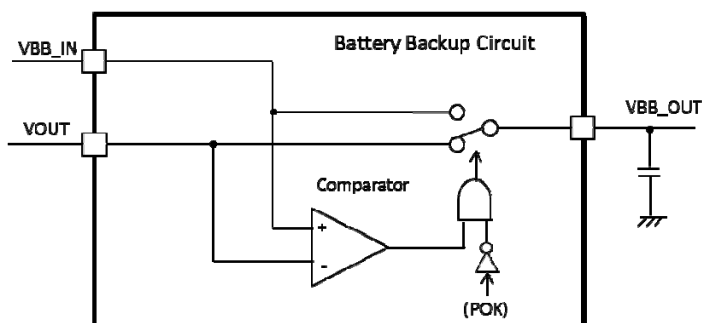 VBB_IN
Battery Backup Circuit
VOUT
VBB_OUT
Comparator
+
-
(POK)